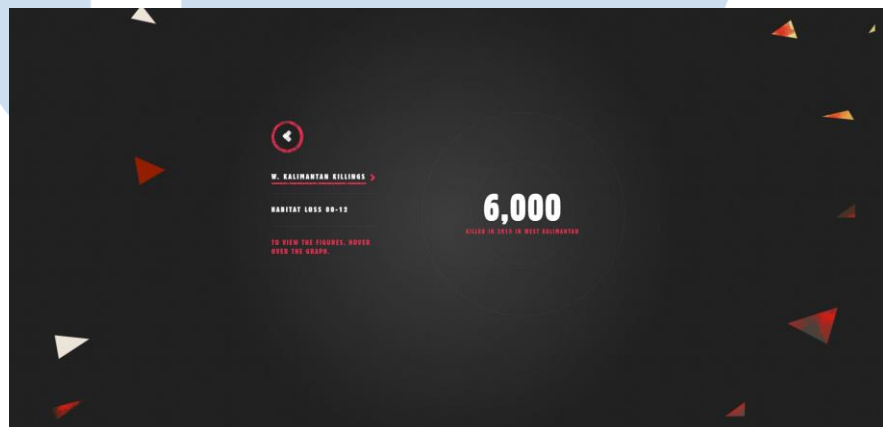 W. KALIMANTAN KILLINGS
HABITAT LOSS 00-12
TO VIEW THE FIGURES, HOVER
OVER THE GRAPH.
6,000
KILLED IN 2013 IN WEST KALIMANTAN